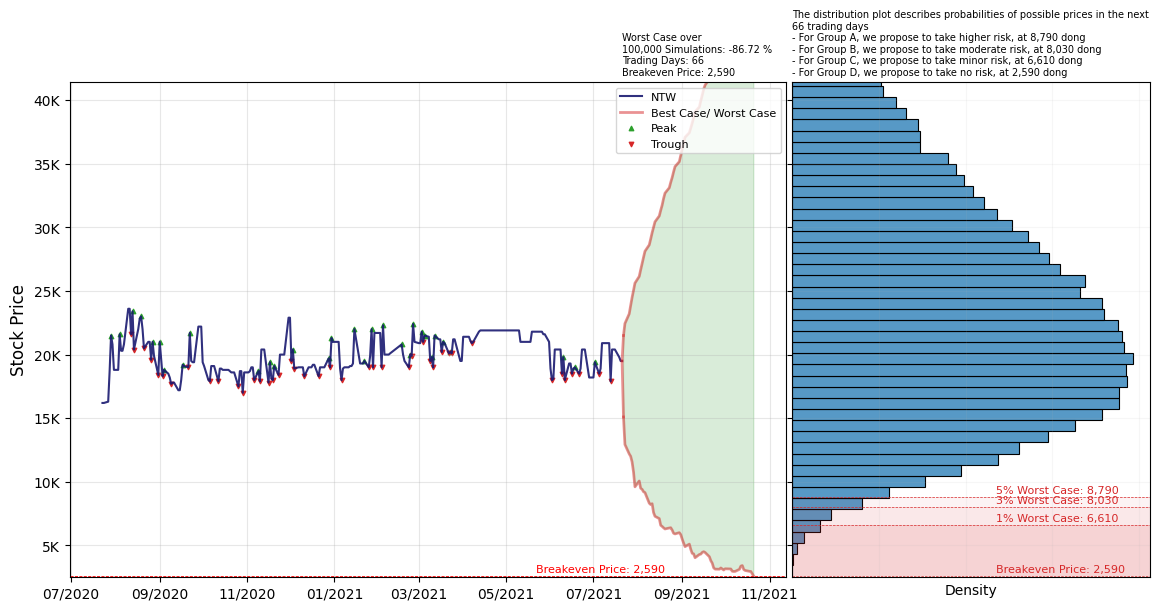 Worst Case over
100,000 Simulations: -86.72 %
Trading Days: 66
Breakeven Price: 2,590
The distribution plot describes probabilities of possible prices in the next
66 trading days
- For Group A, we propose to take higher risk, at 8,790 dong
- For Group B, we propose to take moderate risk, at 8,030 dong
- For Group C, we propose to take minor risk, at 6,610 dong
- For Group D, we propose to take no risk, at 2,590 dong
NTW
Best Case/ Worst Case
Peak
Trough
Stock Price
40K
35K
30K
25K
20K
15K
10K
5K
Breakeven Price: 2,590
07/2020 09/2020 11/2020 01/2021 03/2021 05/2021 07/2021 09/2021 11/2021
5% Worst Case: 8,790
3% Worst Case: 8,030
1% Worst Case: 6,610
Breakeven Price: 2,590
Density